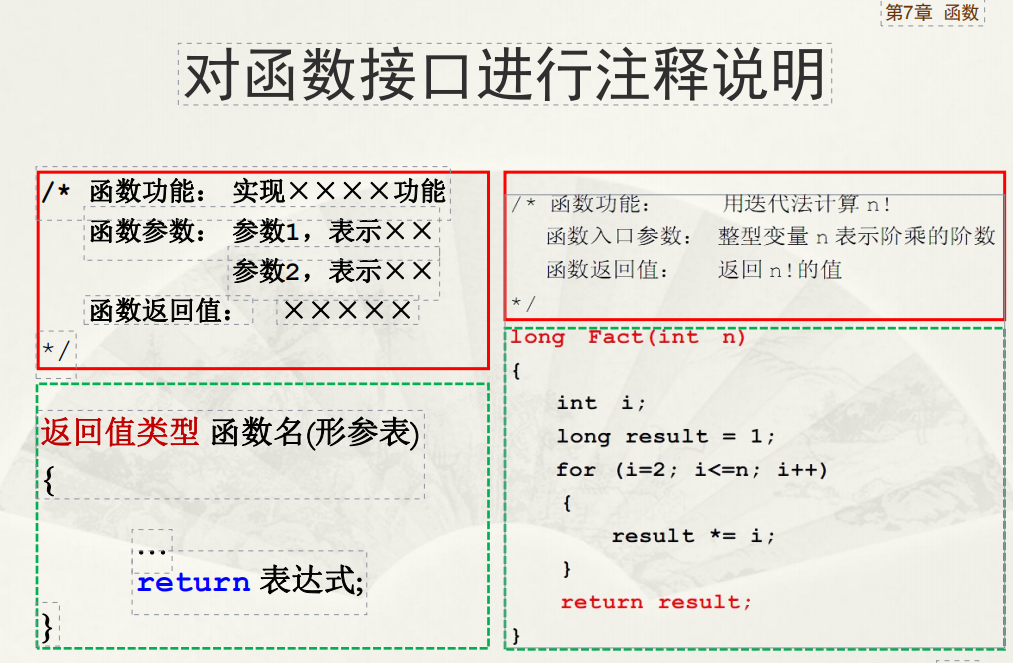 第7章 函数
对函数接口进行注释说明
/* 函数功能： 实现××××功能
函数参数： 参数1，表示××
参数2，表示××
函数返回值： ×××××
*/
返回值类型 函数名(形参表)
{
...
return 表达式;
}
/* 函数功能： 用迭代法计算n!
函数入口参数： 整型变量n表示阶乘的阶数
函数返回值： 返回n!的值
*/
long Fact(int n)
{
int i;
long result = 1;
for (i=2; i<=n; i++)
{
result *= i;
}
return result;
}